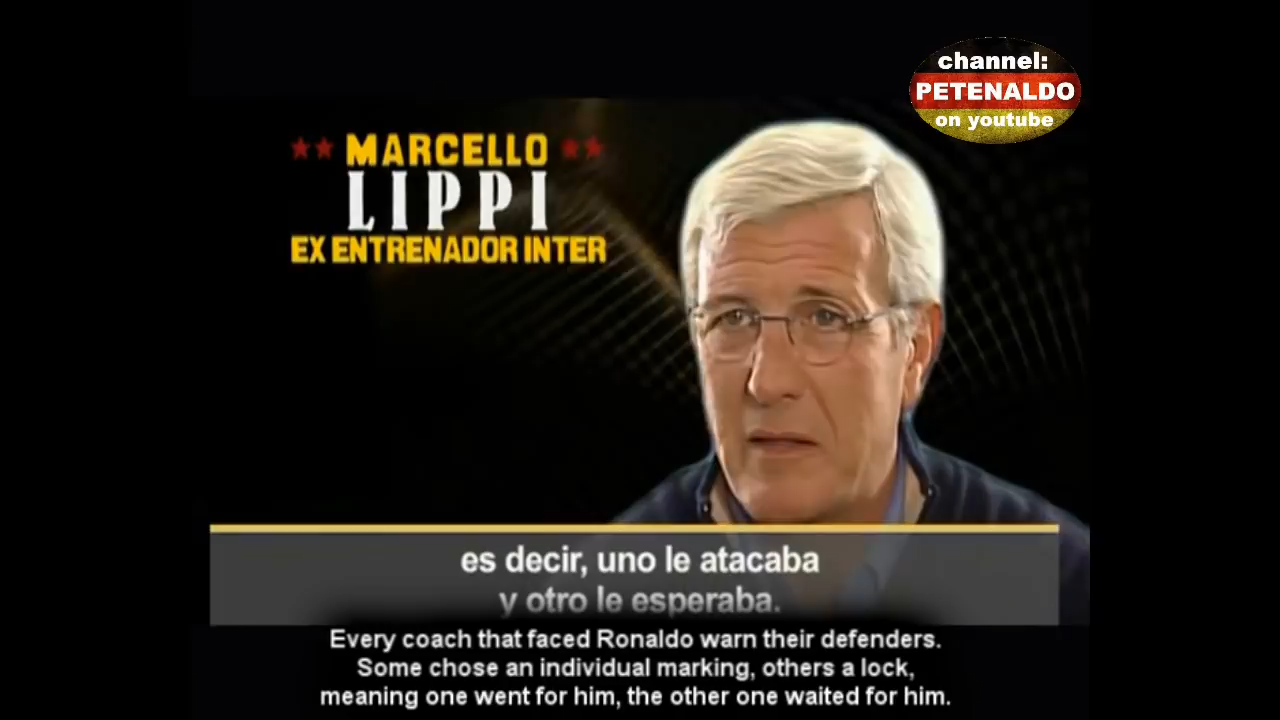 channel:
PETENALDO
on youtube
MARCELLO
LIPPI
EX ENTRENADOR INTER
es decir, uno le atacaba
y otro le esperaba.
Every coach that faced Ronaldo warn their defenders.
Some chose an individual marking, others a lock,
meaning one went for him, the other one waited for him.